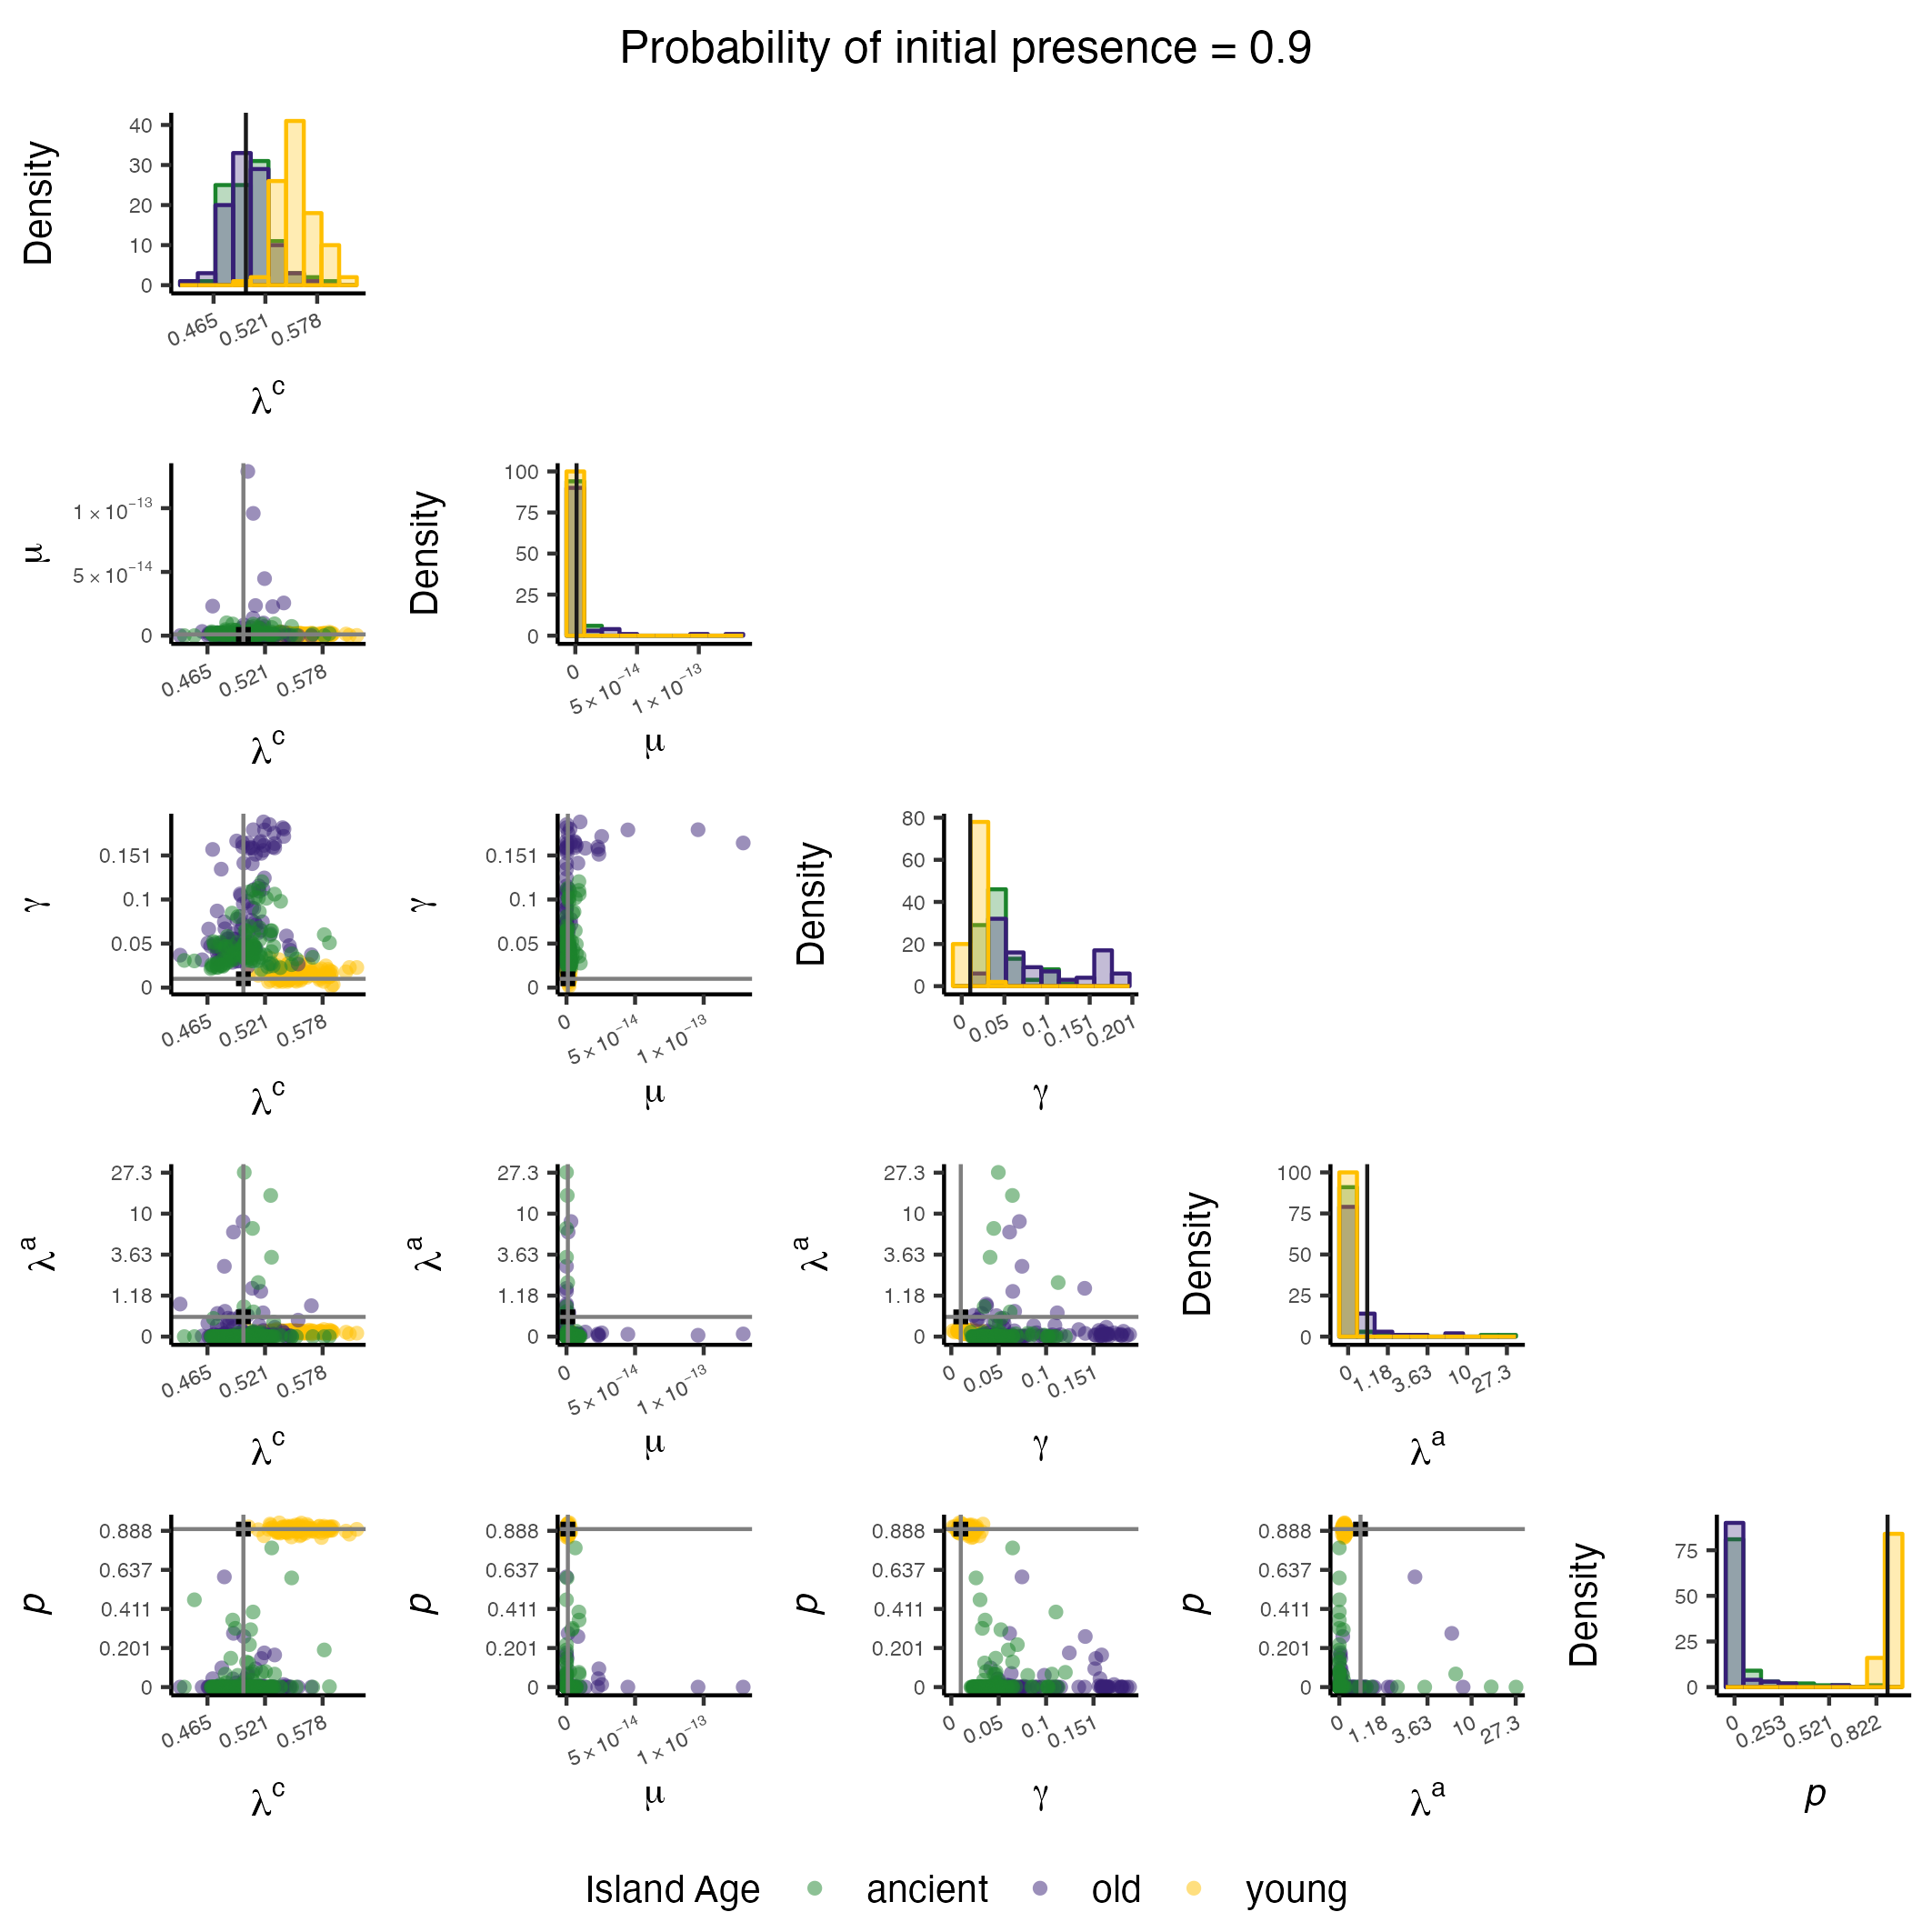 Probability of initial presence = 0.9
Density
40
30
20
10
0
0.465
0.521
0.578
λc
μ
1 × 10−13
5 × 10−14
0
0.465
0.521
0.578
λc
Density
100
75
50
25
0
0
5 × 10−14
1 × 10−13
μ
γ
0.151
0.1
0.05
0
0.465
0.521
0.578
λc
γ
0.151
0.1
0.05
0
0
5 × 10−14
1 × 10−13
μ
Density
80
60
40
20
0
0
0.05
0.1
0.151
0.201
γ
λa
27.3
10
3.63
1.18
0
0.465
0.521
0.578
λc
λa
27.3
10
3.63
1.18
0
0
5 × 10−14
1 × 10−13
μ
λa
27.3
10
3.63
1.18
0
0
0.05
0.1
0.151
γ
Density
100
75
50
25
0
0
1.18
3.63
10
27.3
λa
p
0.888
0.637
0.411
0.201
0
0.465
0.521
0.578
λc
p
0.888
0.637
0.411
0.201
0
0
5 × 10−14
1 × 10−13
μ
p
0.888
0.637
0.411
0.201
0
0
0.05
0.1
0.151
γ
p
0.888
0.637
0.411
0.201
0
0
1.18
3.63
10
27.3
λa
Density
75
50
25
0
0
0.253
0.521
0.822
p
Island Age ancient old young